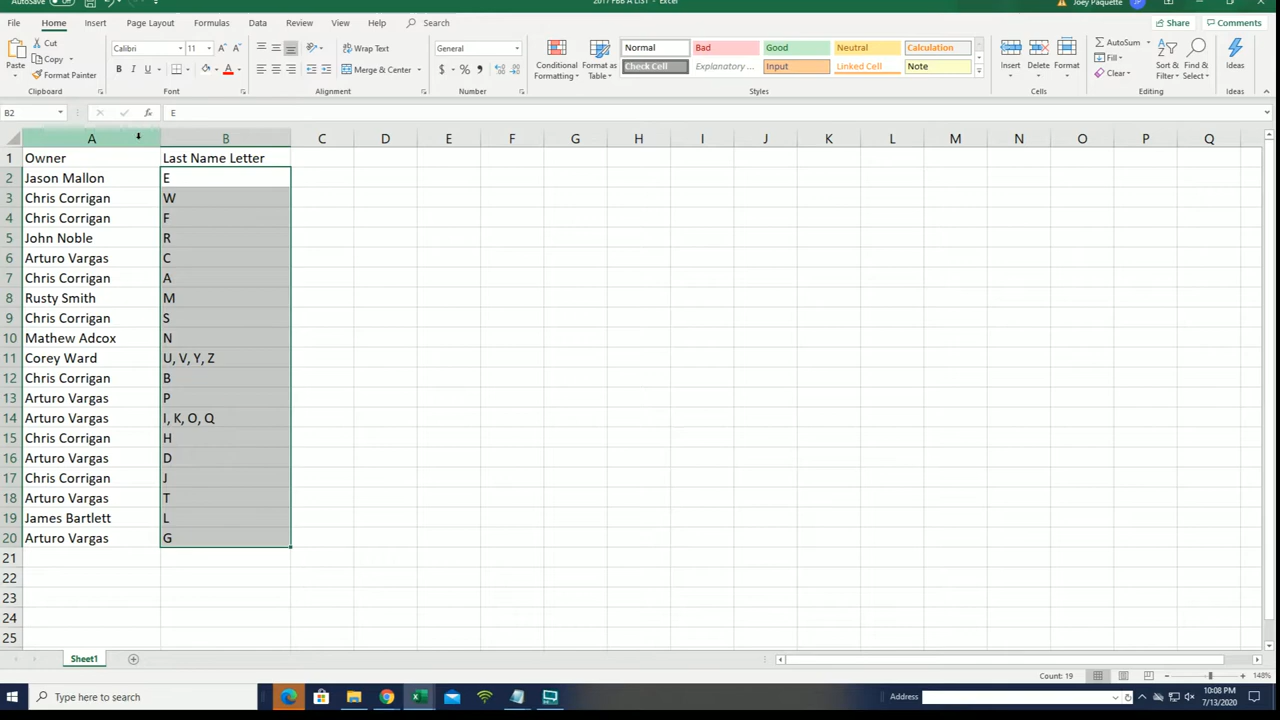 AutoSave Off 2017 FBB A LIST - Excel Joey Paquette JP
File Home Insert Page Layout Formulas Data Review View Help Search Share Comments
Paste Cut Copy Format Painter Clipboard
Calibri 11 Font
Wrap Text Merge & Center Alignment
General Number
Conditional Formatting Format as Table
Normal Bad Good Neutral Calculation
Check Cell Explanatory ... Input Linked Cell Note
Styles
Insert Delete Format Cells
AutoSum Fill Clear Sort & Filter Find & Select Editing
Ideas Ideas
B2 fx E
A B C D E F G H I J K L M N O P Q
1 Owner Last Name Letter
2 Jason Mallon E
3 Chris Corrigan W
4 Chris Corrigan F
5 John Noble R
6 Arturo Vargas C
7 Chris Corrigan A
8 Rusty Smith M
9 Chris Corrigan S
10 Mathew Adcox N
11 Corey Ward U, V, Y, Z
12 Chris Corrigan B
13 Arturo Vargas P
14 Arturo Vargas I, K, O, Q
15 Chris Corrigan H
16 Arturo Vargas D
17 Chris Corrigan J
18 Arturo Vargas T
19 James Bartlett L
20 Arturo Vargas G
21
22
23
24
25
Sheet1
Count: 19 148%
Type here to search Address 10:08 PM
7/13/2020